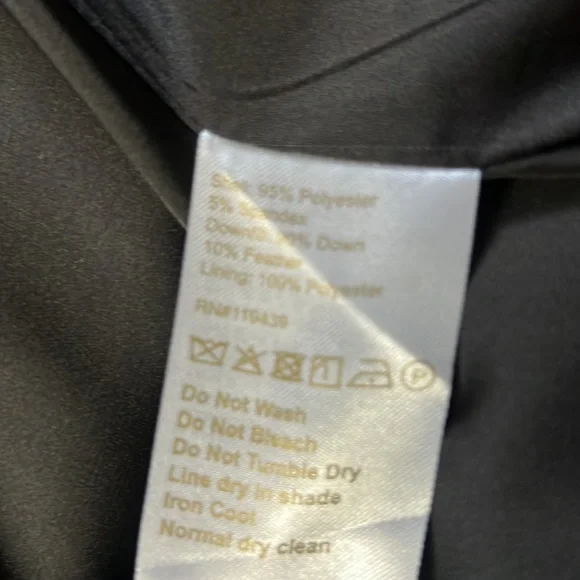 95% Polyester
5% Spandex
Down
10% Feather
Lining: 100% Polyester
RN#119439
P
Do Not Wash
Do Not Bleach
Do Not Tumble Dry
Line dry in shade
Iron Cool
Normal dry clean